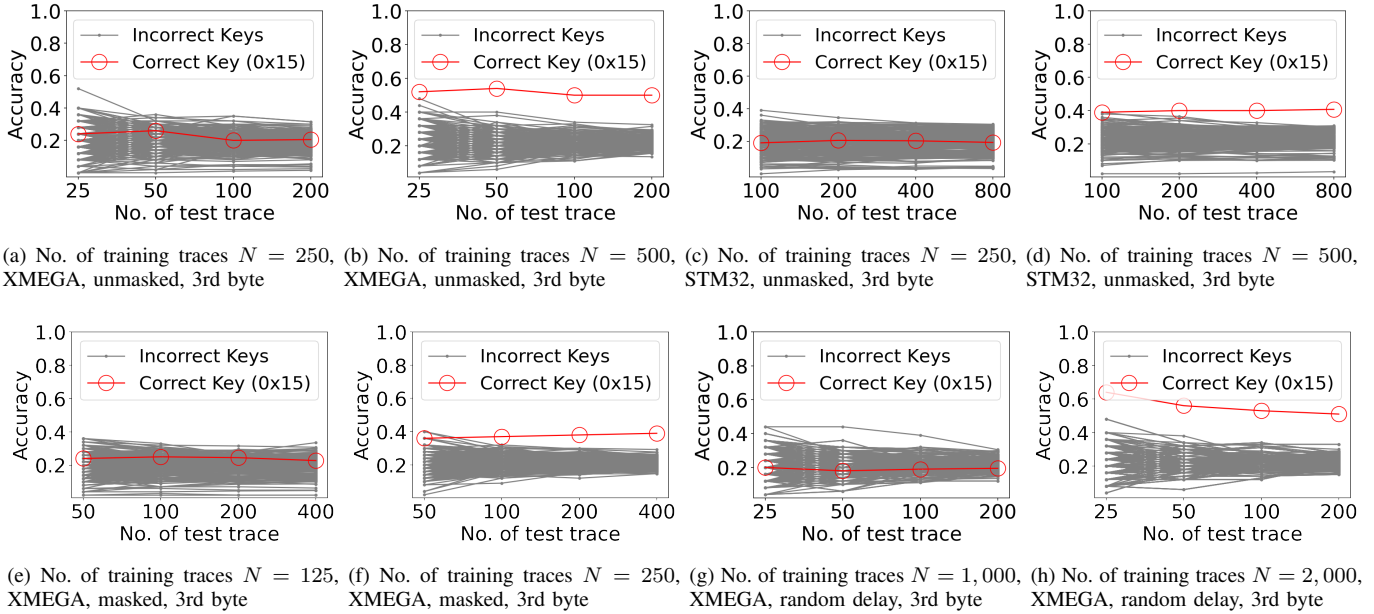 1.0
0.8
0.6
0.4
0.2
Accuracy
Incorrect Keys
Correct Key (0x15)
25 50 100 200
No. of test trace
(a) No. of training traces N = 250,
XMEGA, unmasked, 3rd byte
1.0
0.8
0.6
0.4
0.2
Accuracy
Incorrect Keys
Correct Key (0x15)
25 50 100 200
No. of test trace
(b) No. of training traces N = 500,
XMEGA, unmasked, 3rd byte
1.0
0.8
0.6
0.4
0.2
Accuracy
Incorrect Keys
Correct Key (0x15)
100 200 400 800
No. of test trace
(c) No. of training traces N = 250,
STM32, unmasked, 3rd byte
1.0
0.8
0.6
0.4
0.2
Accuracy
Incorrect Keys
Correct Key (0x15)
100 200 400 800
No. of test trace
(d) No. of training traces N = 500,
STM32, unmasked, 3rd byte
1.0
0.8
0.6
0.4
0.2
Accuracy
Incorrect Keys
Correct Key (0x15)
50 100 200 400
No. of test trace
(e) No. of training traces N = 125,
XMEGA, masked, 3rd byte
1.0
0.8
0.6
0.4
0.2
Accuracy
Incorrect Keys
Correct Key (0x15)
50 100 200 400
No. of test trace
(f) No. of training traces N = 250,
XMEGA, masked, 3rd byte
1.0
0.8
0.6
0.4
0.2
Accuracy
Incorrect Keys
Correct Key (0x15)
25 50 100 200
No. of test trace
(g) No. of training traces N = 1,000,
XMEGA, random delay, 3rd byte
1.0
0.8
0.6
0.4
0.2
Accuracy
Incorrect Keys
Correct Key (0x15)
25 50 100 200
No. of test trace
(h) No. of training traces N = 2,000,
XMEGA, random delay, 3rd byte